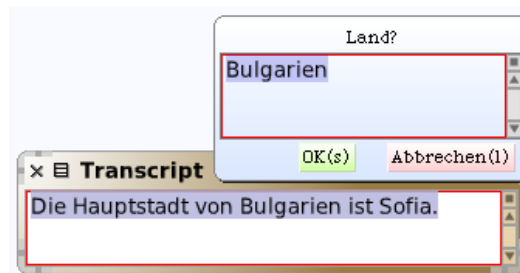 Land?
Bulgarien
OK(s)
Abbrechen(l)
Transcript
Die Hauptstadt von Bulgarien ist Sofia.